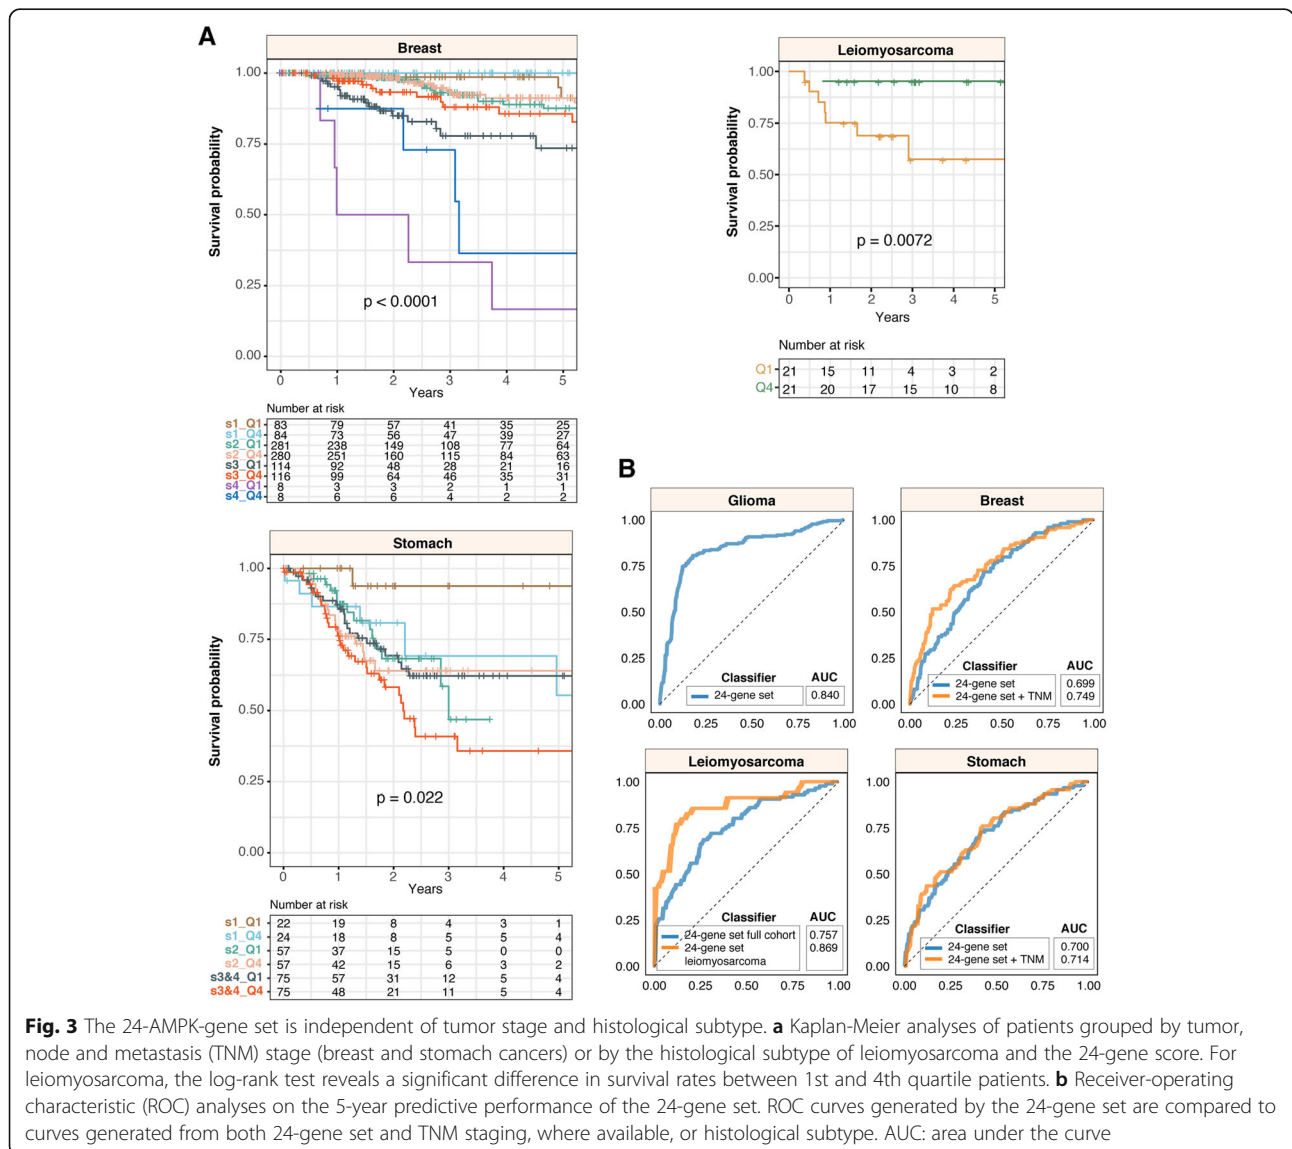 A
Breast
Survival probability
1.00
0.75
0.50
0.25
0.00
p < 0.0001
0 1 2 3 4 5
Years
Number at risk
s1_Q1 83 79 57 41 35 25
s1_Q4 84 73 56 47 39 27
s2_Q1 281 238 149 108 77 64
s2_Q4 280 251 160 115 84 63
s3_Q1 114 92 48 28 21 16
s3_Q4 116 99 64 46 35 31
s4_Q1 8 3 3 2 1 1
s4_Q4 8 6 6 4 2 2
Leiomyosarcoma
Survival probability
1.00
0.75
0.50
0.25
0.00
p = 0.0072
0 1 2 3 4 5
Years
Number at risk
Q1 21 15 11 4 3 2
Q4 21 20 17 15 10 8
Stomach
Survival probability
1.00
0.75
0.50
0.25
0.00
p = 0.022
0 1 2 3 4 5
Years
Number at risk
s1_Q1 22 19 8 4 3 1
s1_Q4 24 18 8 5 5 4
s2_Q1 57 37 15 5 0 0
s2_Q4 57 42 15 6 3 2
s3&4_Q1 75 57 31 12 5 4
s3&4_Q4 75 48 21 11 5 4
B
Glioma
1.00
0.75
0.50
0.25
0.00
Classifier AUC
24-gene set 0.840
0.00 0.25 0.50 0.75 1.00
Breast
1.00
0.75
0.50
0.25
0.00
Classifier AUC
24-gene set 0.699
24-gene set + TNM 0.749
0.00 0.25 0.50 0.75 1.00
Leiomyosarcoma
1.00
0.75
0.50
0.25
0.00
Classifier AUC
24-gene set full cohort 0.757
24-gene set 0.869
leiomyosarcoma
0.00 0.25 0.50 0.75 1.00
Stomach
1.00
0.75
0.50
0.25
0.00
Classifier AUC
24-gene set 0.700
24-gene set + TNM 0.714
0.00 0.25 0.50 0.75 1.00
Fig. 3 The 24-AMPK-gene set is independent of tumor stage and histological subtype. a Kaplan-Meier analyses of patients grouped by tumor,
node and metastasis (TNM) stage (breast and stomach cancers) or by the histological subtype of leiomyosarcoma and the 24-gene score. For
leiomyosarcoma, the log-rank test reveals a significant difference in survival rates between 1st and 4th quartile patients. b Receiver-operating
characteristic (ROC) analyses on the 5-year predictive performance of the 24-gene set. ROC curves generated by the 24-gene set are compared to
curves generated from both 24-gene set and TNM staging, where available, or histological subtype. AUC: area under the curve